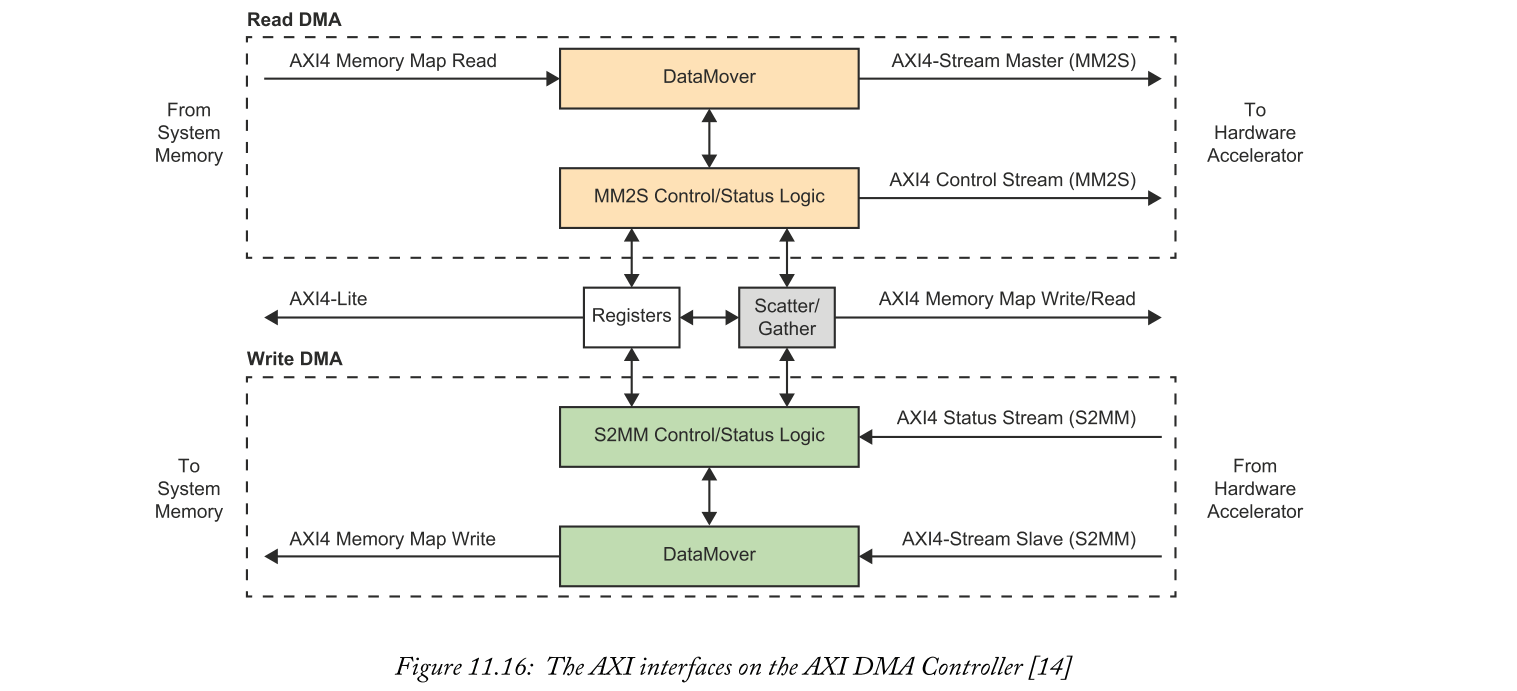 Read DMA
AXI4 Memory Map Read
DataMover
AXI4-Stream Master (MM2S)
From
System
Memory
To
Hardware
Accelerator
MM2S Control/Status Logic
AXI4 Control Stream (MM2S)
AXI4-Lite
Registers
Scatter/
Gather
AXI4 Memory Map Write/Read
Write DMA
S2MM Control/Status Logic
AXI4 Status Stream (S2MM)
To
System
Memory
From
Hardware
Accelerator
AXI4 Memory Map Write
DataMover
AXI4-Stream Slave (S2MM)
Figure 11.16: The AXI interfaces on the AXI DMA Controller [14]